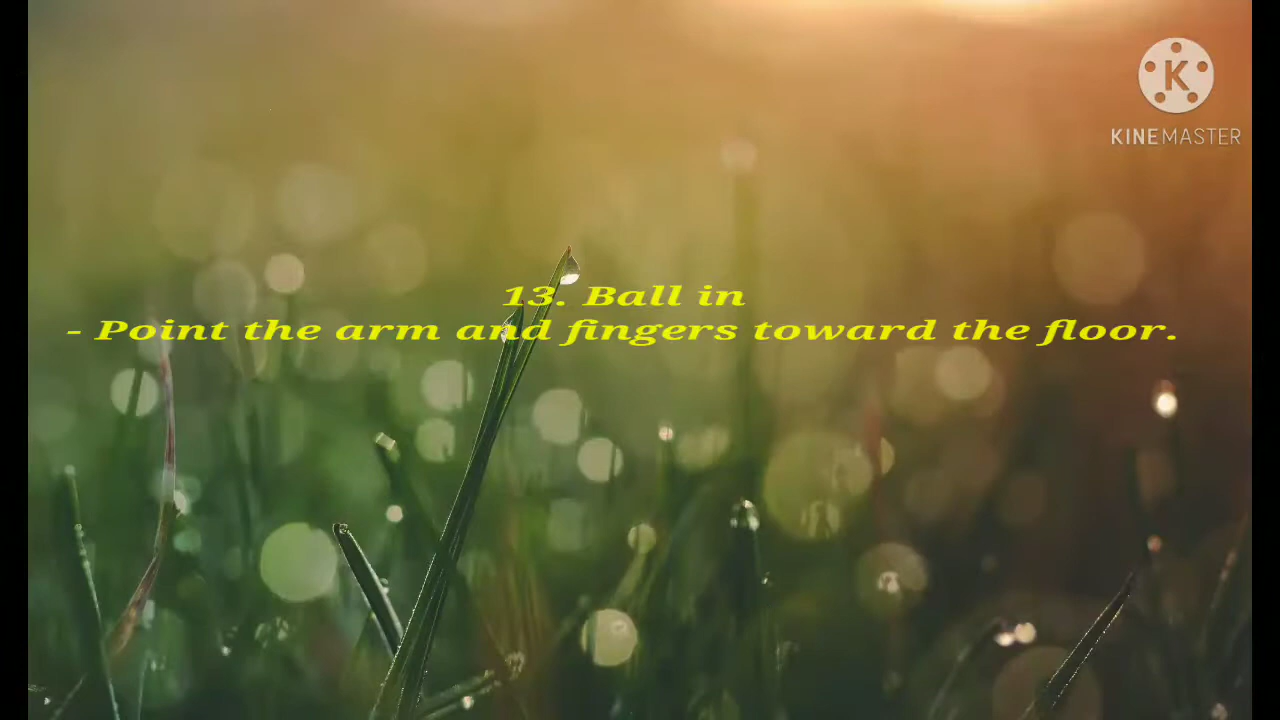 K
KINEMASTER
13. Ball in
- Point the arm and fingers toward the floor.